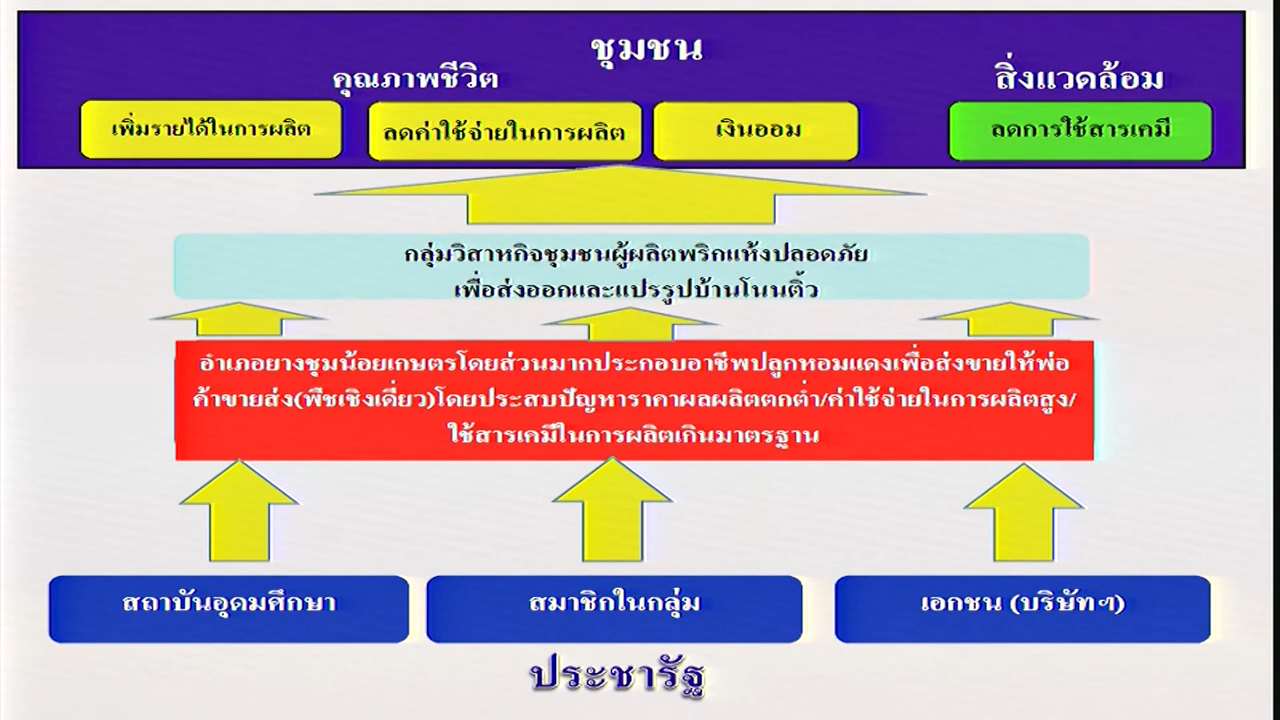 ชุมชน
คุณภาพชีวิต
สิ่งแวดล้อม
เพิ่มรายได้ในการผลิต
ลดค่าใช้จ่ายในการผลิต
เงินออม
ลดการใช้สารเคมี
กลุ่มวิสาหกิจชุมชนผู้ผลิตพริกแห้งปลอดภัย
เพื่อส่งออกและแปรรูปบ้านโนนติ้ว
อำเภอยางชุมน้อยเกษตรโดยส่วนมากประกอบอาชีพปลูกหอมแดงเพื่อส่งขายให้พ่อ
ค้าขายส่ง(พืชเชิงเดี่ยว)โดยประสบปัญหาราคาผลผลิตตกต่ำ/ค่าใช้จ่ายในการผลิตสูง/
ใช้สารเคมีในการผลิตเกินมาตรฐาน
สถาบันอุดมศึกษา
สมาชิกในกลุ่ม
เอกชน (บริษัทฯ)
ประชารัฐ